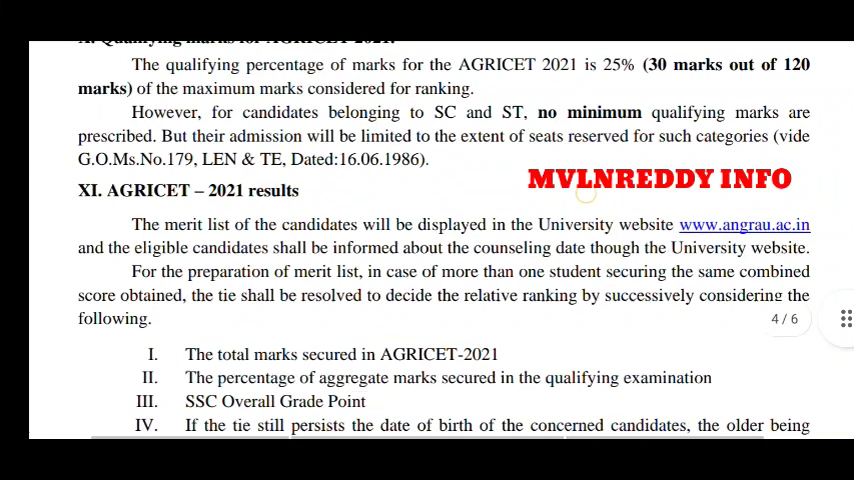 X. Qualifying marks for AGRICET-2021:
The qualifying percentage of marks for the AGRICET 2021 is 25% (30 marks out of 120
marks) of the maximum marks considered for ranking.
However, for candidates belonging to SC and ST, no minimum qualifying marks are
prescribed. But their admission will be limited to the extent of seats reserved for such categories (vide
G.O.Ms.No.179, LEN & TE, Dated:16.06.1986).
MVLNREDDY INFO
XI. AGRICET – 2021 results
The merit list of the candidates will be displayed in the University website www.angrau.ac.in
and the eligible candidates shall be informed about the counseling date though the University website.
For the preparation of merit list, in case of more than one student securing the same combined
score obtained, the tie shall be resolved to decide the relative ranking by successively considering the
following.
4 / 6
I. The total marks secured in AGRICET-2021
II. The percentage of aggregate marks secured in the qualifying examination
III. SSC Overall Grade Point
IV. If the tie still persists the date of birth of the concerned candidates, the older being